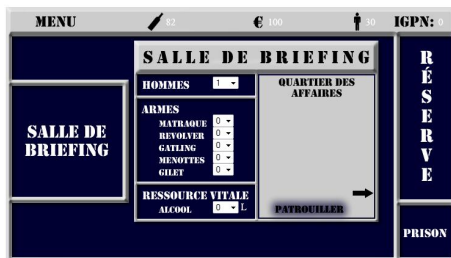 MENU 82 € 100 30 IGPN: 0
SALLE DE BRIEFING
HOMMES 1
ARMES
MATRAQUE 0
REVOLVER 0
GATLING 0
MENOTTES 0
GILET 0
RESSOURCE VITALE
ALCOOL 0 L
QUARTIER DES
AFFAIRES
PATROUILLER
SALLE DE
BRIEFING
RÉSERVE
PRISON